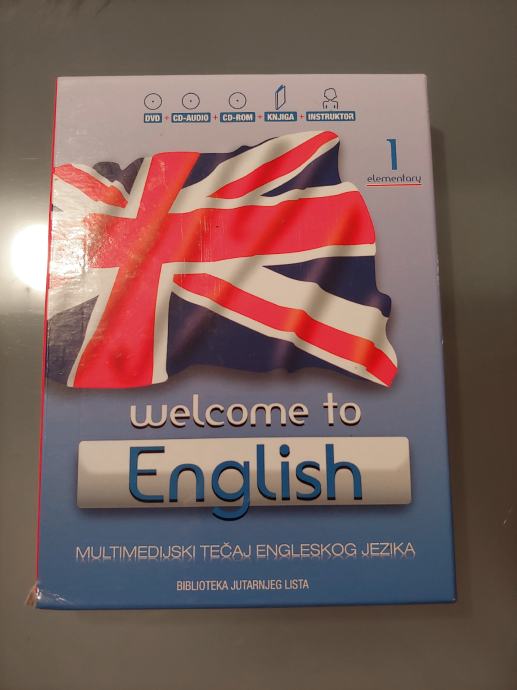 DVD + CD-AUDIO + CD-ROM + KNJIGA + INSTRUKTOR
1
elementary
welcome to
English
MULTIMEDIJSKI TEČAJ ENGLESKOG JEZIKA
BIBLIOTEKA JUTARNJEG LISTA